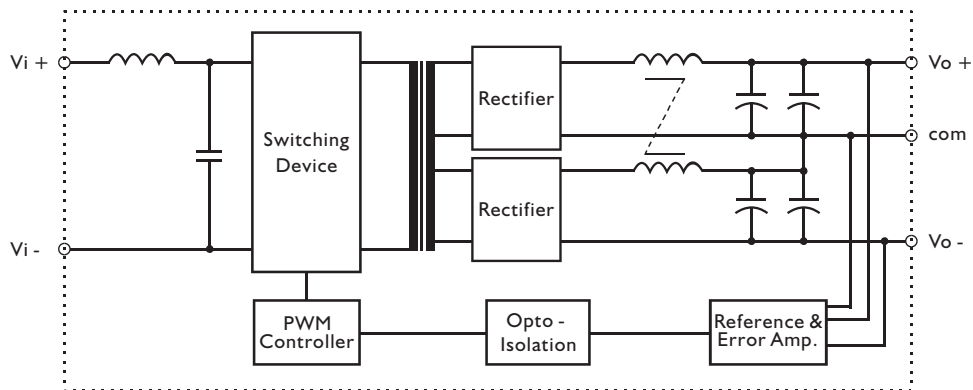 Vi +
Vo +
Rectifier
Switching
Device
com
Rectifier
Vi -
Vo -
PWM
Controller
Opto -
Isolation
Reference &
Error Amp.